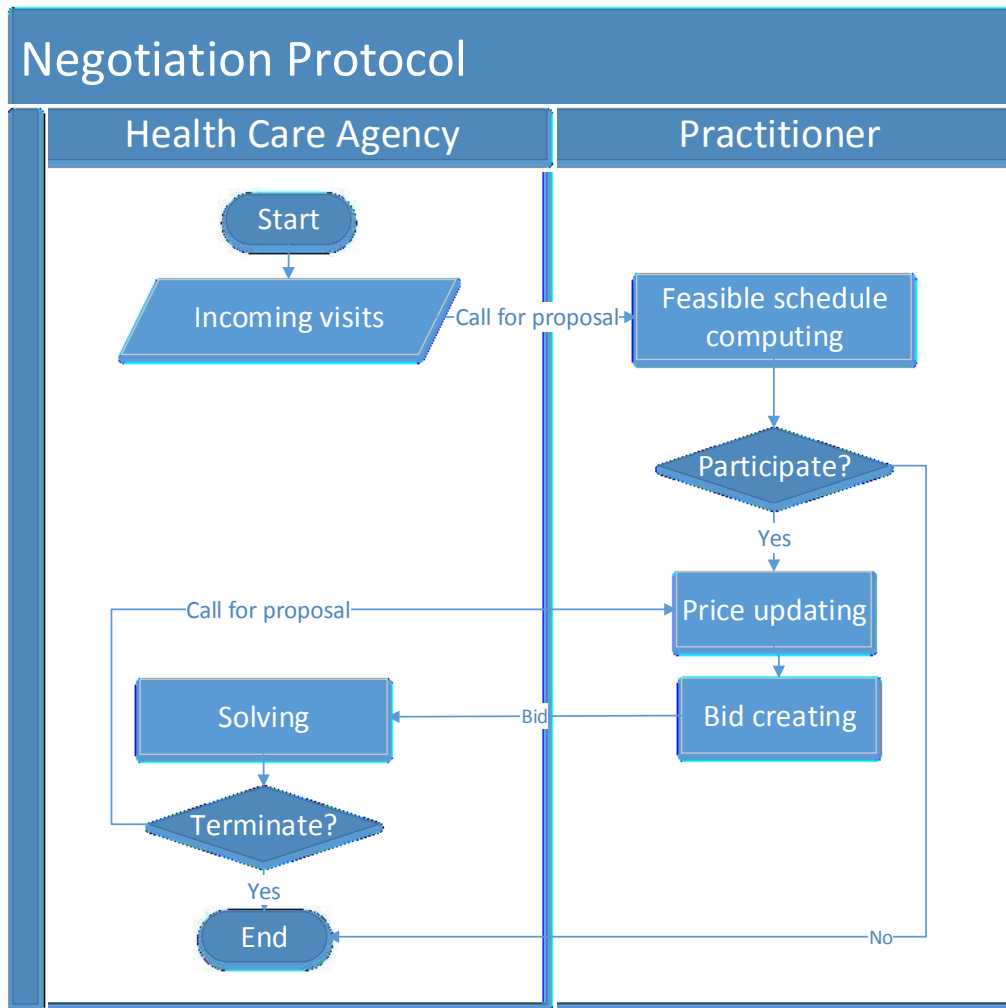 Negotiation Protocol
Health Care Agency
Practitioner
Start
Incoming visits
Call for proposal
Feasible schedule
computing
Participate?
Yes
Call for proposal
Price updating
Solving
Bid
Bid creating
Terminate?
Yes
End
No